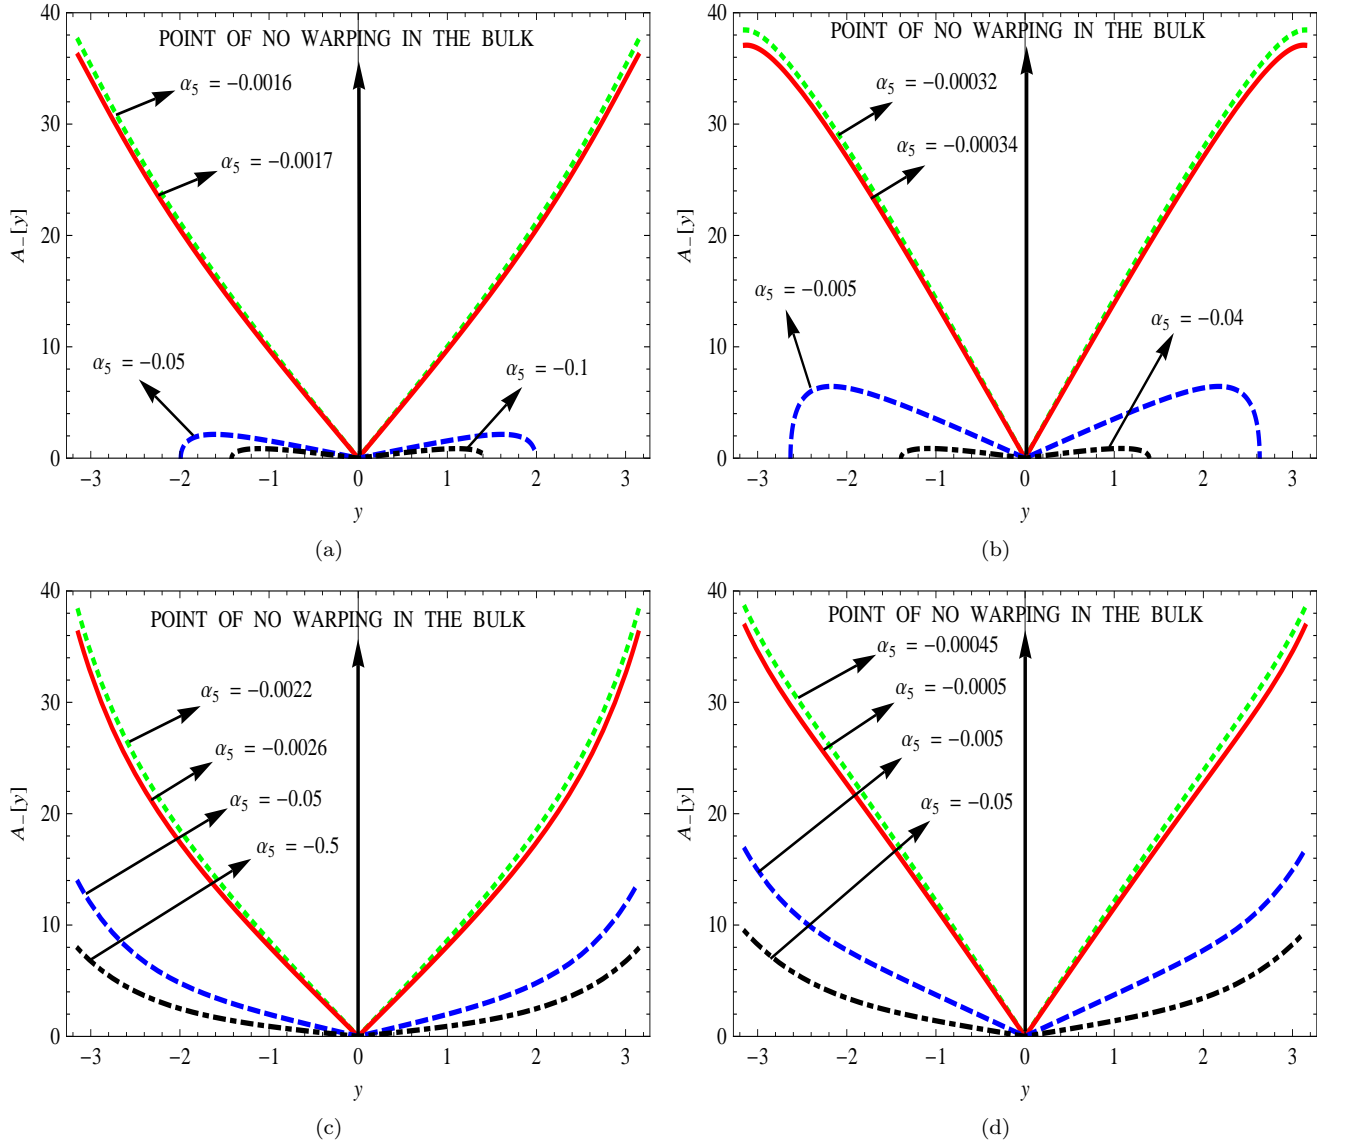 POINT OF NO WARPING IN THE BULK
α5 = −0.0016
α5 = −0.0017
α5 = −0.05
α5 = −0.1
A−[y]
0
10
20
30
40
−3
−2
−1
0
1
2
3
y
(a)
POINT OF NO WARPING IN THE BULK
α5 = −0.00032
α5 = −0.00034
α5 = −0.005
α5 = −0.04
A−[y]
0
10
20
30
40
−3
−2
−1
0
1
2
3
y
(b)
POINT OF NO WARPING IN THE BULK
α5 = −0.0022
α5 = −0.0026
α5 = −0.05
α5 = −0.5
A−[y]
0
10
20
30
40
−3
−2
−1
0
1
2
3
y
(c)
POINT OF NO WARPING IN THE BULK
α5 = −0.00045
α5 = −0.0005
α5 = −0.005
α5 = −0.05
A−[y]
0
10
20
30
40
−3
−2
−1
0
1
2
3
y
(d)